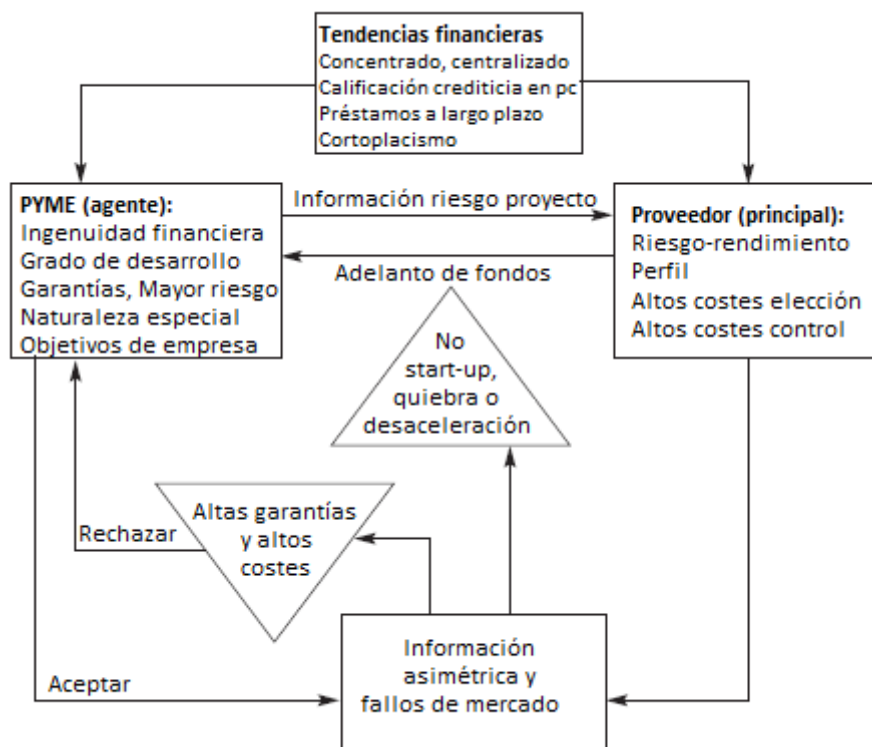 Tendencias financieras
Concentrado, centralizado
Calificación crediticia en pc
Préstamos a largo plazo
Cortoplacismo
PYME (agente):
Ingenuidad financiera
Grado de desarrollo
Garantías, Mayor riesgo
Naturaleza especial
Objetivos de empresa
Información riesgo proyecto
Adelanto de fondos
Proveedor (principal):
Riesgo-rendimiento
Perfil
Altos costes elección
Altos costes control
No
start-up,
quiebra o
desaceleración
Rechazar
Altas garantías
y altos
costes
Aceptar
Información
asimétrica y
fallos de mercado